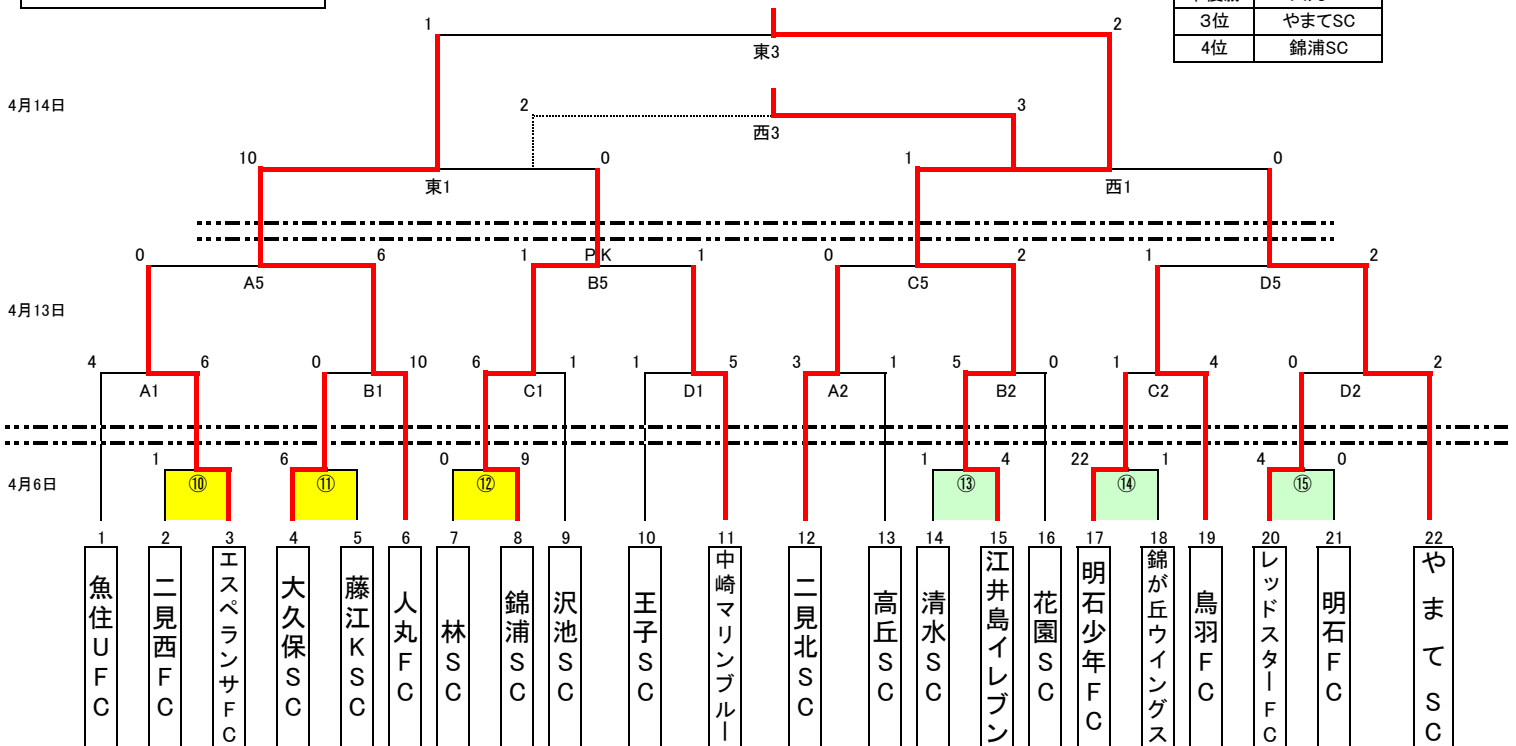 1 2
東3
3位 やまてSC
4位 錦浦SC
4月14日
2 3
西3
10 0 1 0
東1 西1
0 6 1 PK 1 0 2 1 2
A5 B5 C5 D5
4月13日
4 6 0 10 6 1 1 5 3 1 5 0 1 4 0 2
A1 B1 C1 D1 A2 B2 C2 D2
1 6 0 9 1 4 22 1 4 0
4月6日 ⑩ ⑪ ⑫ ⑬ ⑭ ⑮
1 2 3 4 5 6 7 8 9 10 11 12 13 14 15 16 17 18 19 20 21 22
魚住UFC
二見西FC
エスペランサFC
大久保SC
藤江KSC
人丸FC
林SC
錦浦SC
沢池SC
王子SC
中崎マリンブルー
二見北SC
高丘SC
清水SC
江井島イレブン
花園SC
明石少年FC
錦が丘ウイングス
鳥羽FC
レッドスターFC
明石FC
やまてSC